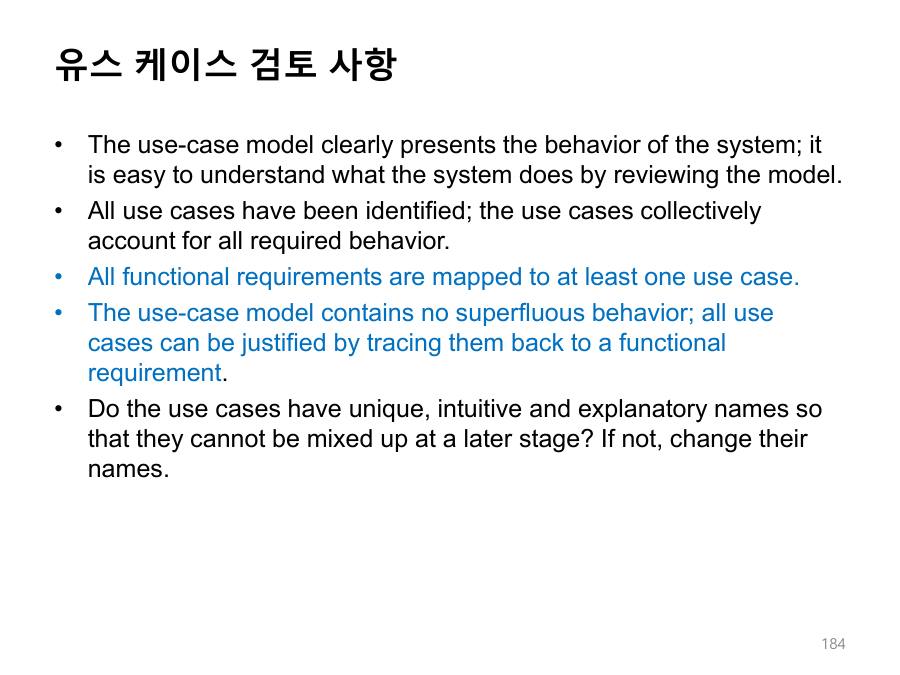 유스 케이스 검토 사항
• The use-case model clearly presents the behavior of the system; it
is easy to understand what the system does by reviewing the model.
• All use cases have been identified; the use cases collectively
account for all required behavior.
• All functional requirements are mapped to at least one use case.
• The use-case model contains no superfluous behavior; all use
cases can be justified by tracing them back to a functional
requirement.
• Do the use cases have unique, intuitive and explanatory names so
that they cannot be mixed up at a later stage? If not, change their
names.
184